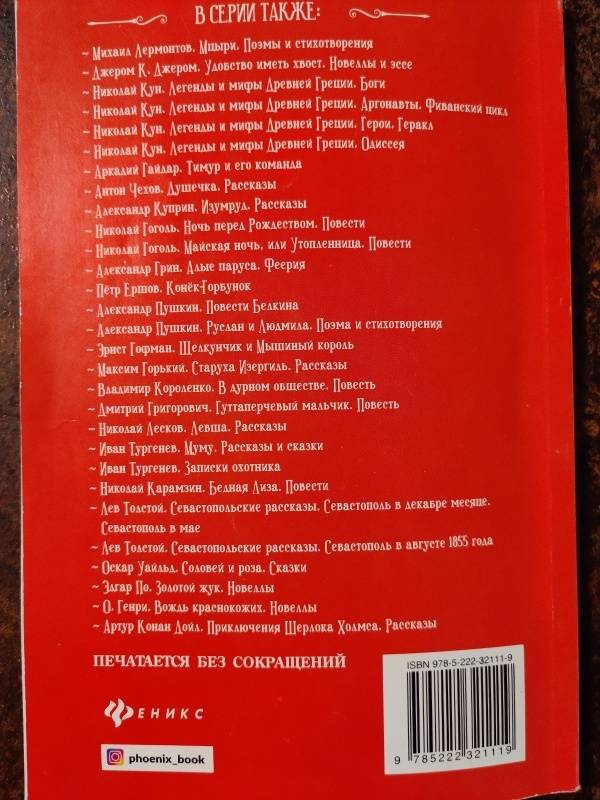 В СЕРИИ ТАКЖЕ:
~ Михаил Лермонтов. Мцыри. Поэмы и стихотворения
~ Джером К. Джером. Удобство иметь хвост. Новеллы и эссе
~ Николай Кун. Легенды и мифы Древней Греции. Боги
~ Николай Кун. Легенды и мифы Древней Греции. Аргонавты. Фиванский цикл
~ Николай Кун. Легенды и мифы Древней Греции. Герои. Геракл
~ Николай Кун. Легенды и мифы Древней Греции. Одиссея
~ Аркадий Гайдар. Тимур и его команда
~ Антон Чехов. Душечка. Рассказы
~ Александр Куприн. Изумруд. Рассказы
~ Николай Гоголь. Ночь перед Рождеством. Повести
~ Николай Гоголь. Майская ночь, или Утопленница. Повести
~ Александр Грин. Алые паруса. Феерия
~ Пётр Ершов. Конёк-Горбунок
~ Александр Пушкин. Повести Белкина
~ Александр Пушкин. Руслан и Людмила. Поэма и стихотворения
~ Эрнст Гофман. Щелкунчик и Мышиный король
~ Максим Горький. Старуха Изергиль. Рассказы
~ Владимир Короленко. В дурном обществе. Повесть
~ Дмитрий Григорович. Гуттаперчевый мальчик. Повесть
~ Николай Лесков. Левша. Рассказы
~ Иван Тургенев. Муму. Рассказы и сказки
~ Иван Тургенев. Записки охотника
~ Николай Карамзин. Бедная Лиза. Повести
~ Лев Толстой. Севастопольские рассказы. Севастополь в декабре месяце.
Севастополь в мае
~ Лев Толстой. Севастопольские рассказы. Севастополь в августе 1855 года
~ Оскар Уайльд. Соловей и роза. Сказки
~ Эдгар По. Золотой жук. Новеллы
~ О. Генри. Вождь краснокожих. Новеллы
~ Артур Конан Дойл. Приключения Шерлока Холмса. Рассказы
ПЕЧАТАЕТСЯ БЕЗ СОКРАЩЕНИЙ
ISBN 978-5-222-32111-9
ФЕНИКС
phoenix_book
9 785222 321119